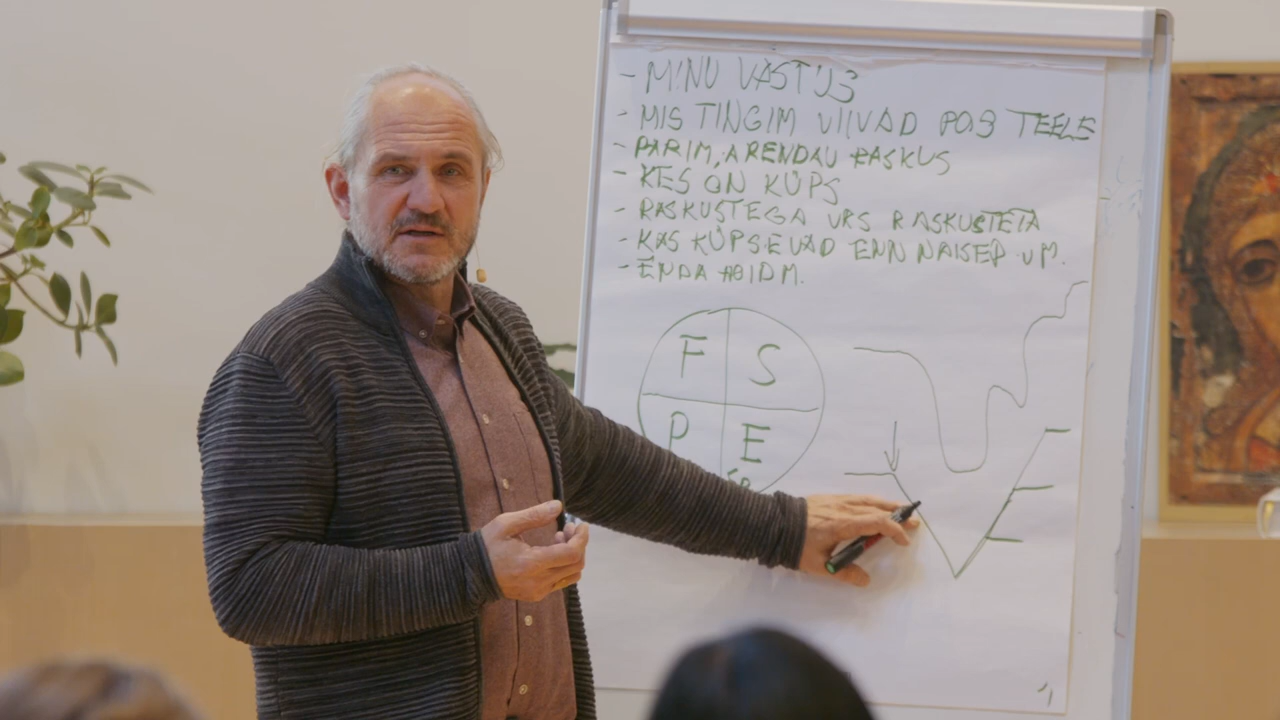 - MINU VASTUS
- MIS TINGIM VIIVAD POS TEELE
- PARIM, ARENDAV RASKUS
- KES ON KÜPS
- RASKUSTEGA VRS RASKUSTETA
- KAS KÜPSEVAD ENN NAISED V M.
- ENDA HOIDM.
F S
P E